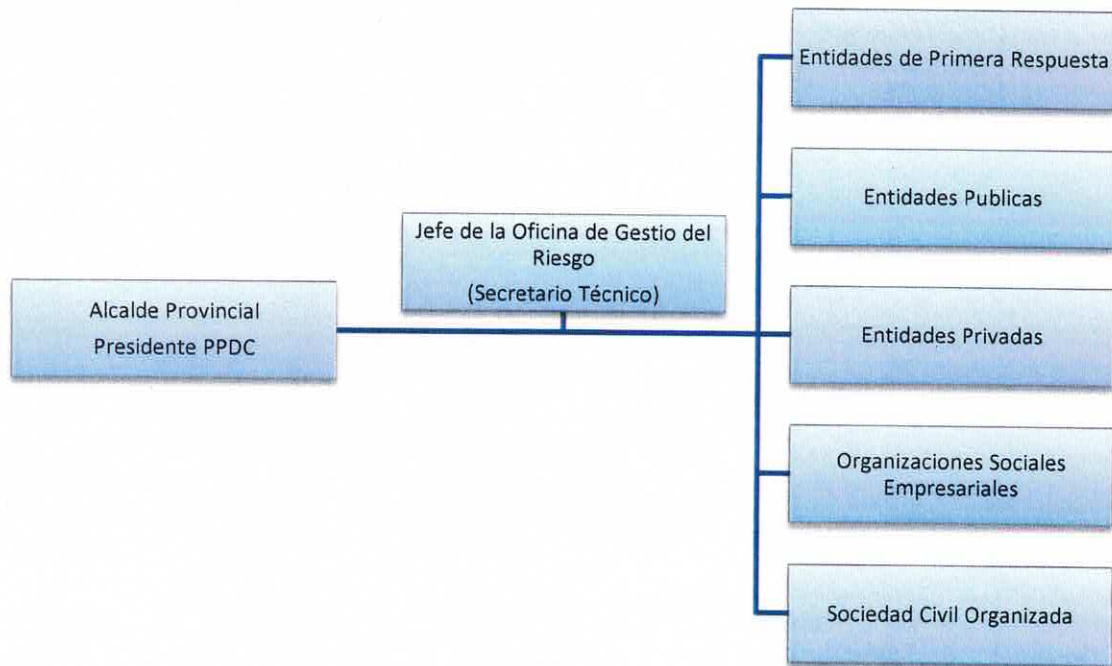 Alcalde Provincial
Presidente PPDC
Jefe de la Oficina de Gestio del
Riesgo
(Secretario Técnico)
Entidades de Primera Respuesta
Entidades Publicas
Entidades Privadas
Organizaciones Sociales
Empresariales
Sociedad Civil Organizada